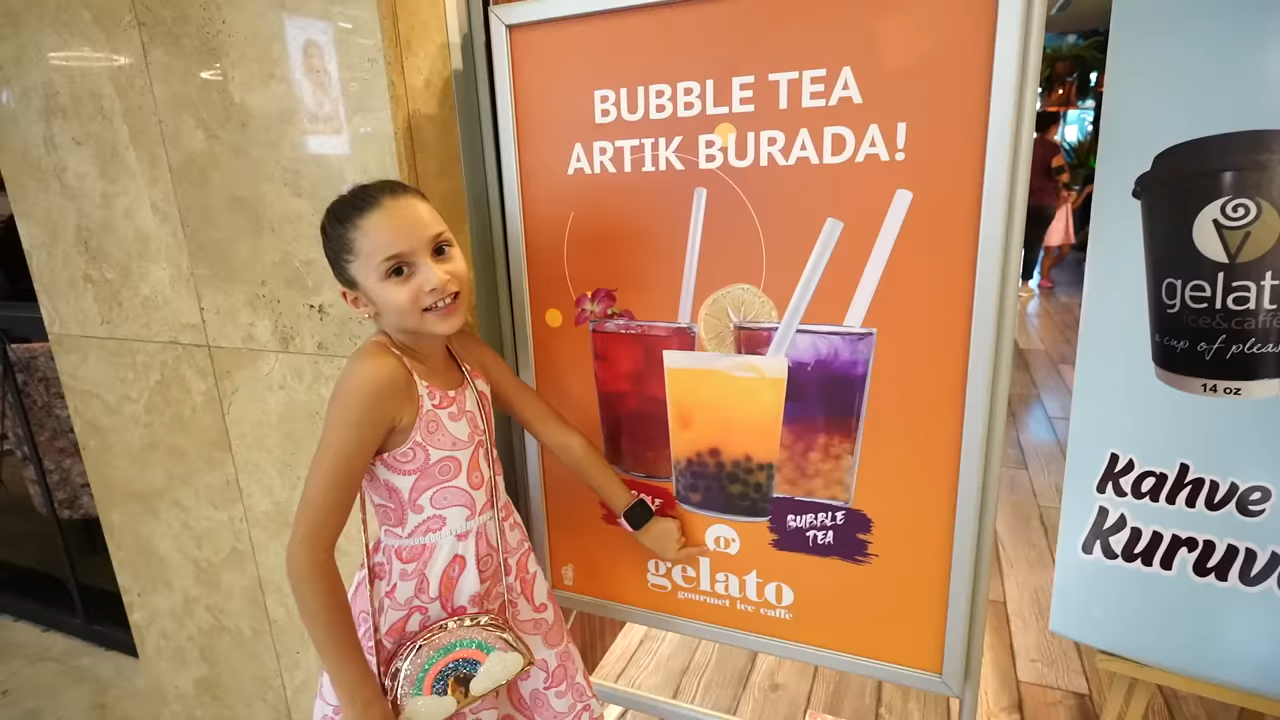 BUBBLE TEA
ARTIK BURADA!
BUBBLE
TEA
gelato
gourmet ice caffe
gelat
ice&caffe
a cup of pleas
14 oz
Kahve
Kuruv